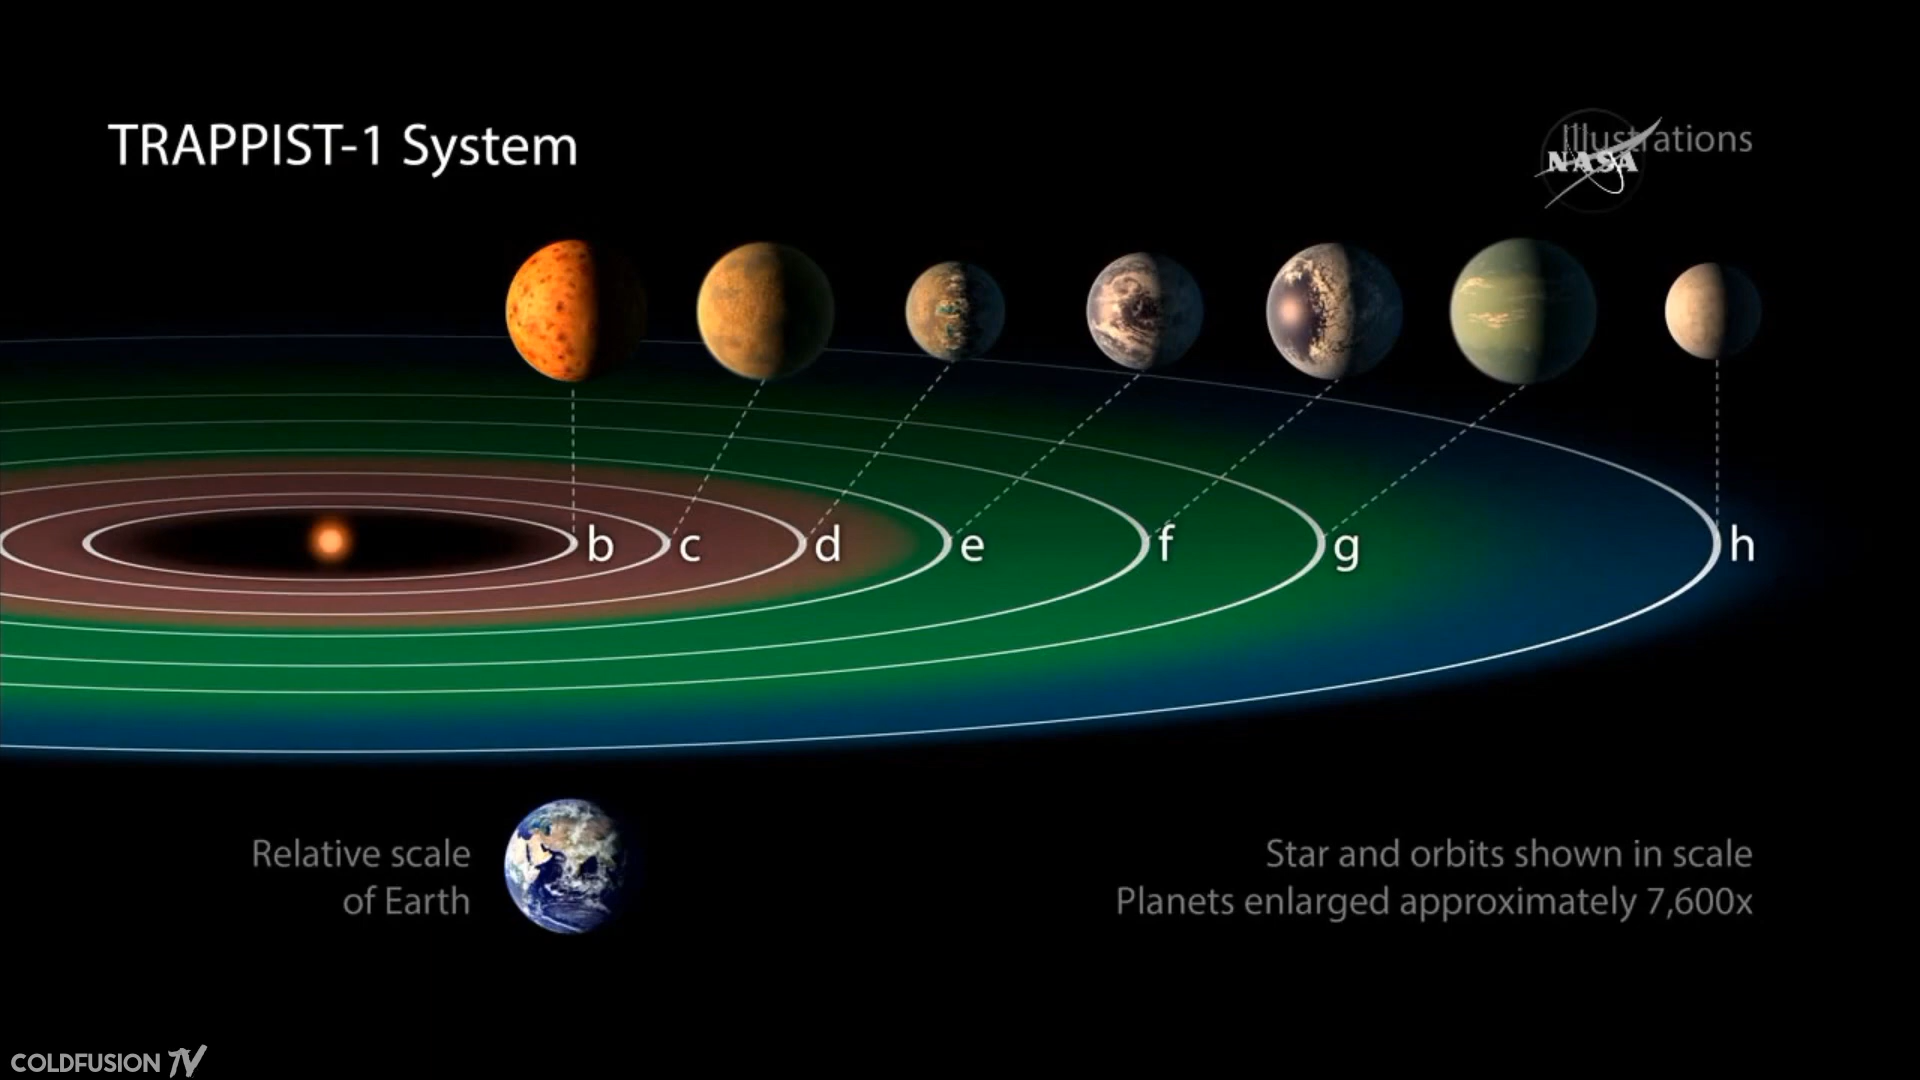 TRAPPIST-1 System
Illustrations
NASA
b
c
d
e
f
g
h
Relative scale
of Earth
Star and orbits shown in scale
Planets enlarged approximately 7,600x
COLDFUSION TV